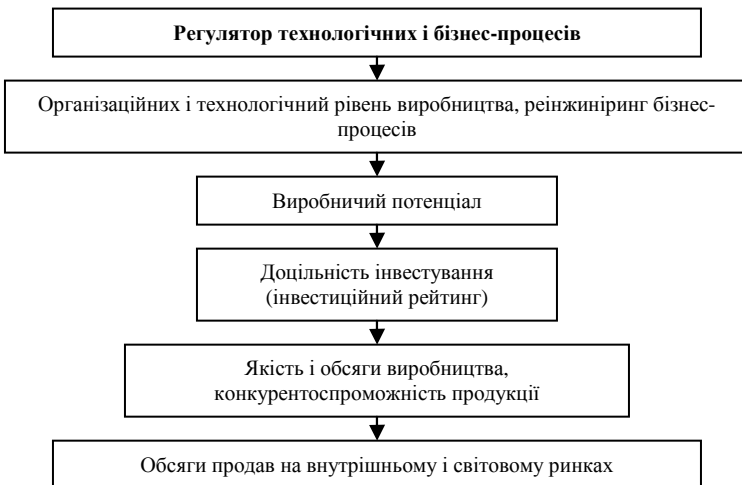 Регулятор технологічних і бізнес-процесів
Організаційних і технологічний рівень виробництва, реінжиніринг бізнес-
процесів
Виробничий потенціал
Доцільність інвестування
(інвестиційний рейтинг)
Якість і обсяги виробництва,
конкурентоспроможність продукції
Обсяги продав на внутрішньому і світовому ринках